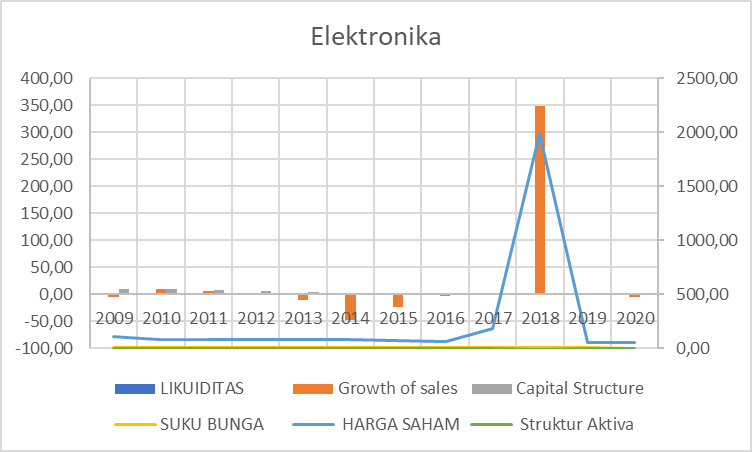 Elektronika
400,00 2500,00
350,00
300,00 2000,00
250,00
200,00 1500,00
150,00
100,00 1000,00
50,00
0,00 500,00
-50,00 2009 2010 2011 2012 2013 2014 2015 2016 2017 2018 2019 2020
-100,00 0,00
LIKUIDITAS Growth of sales Capital Structure
SUKU BUNGA HARGA SAHAM Struktur Aktiva